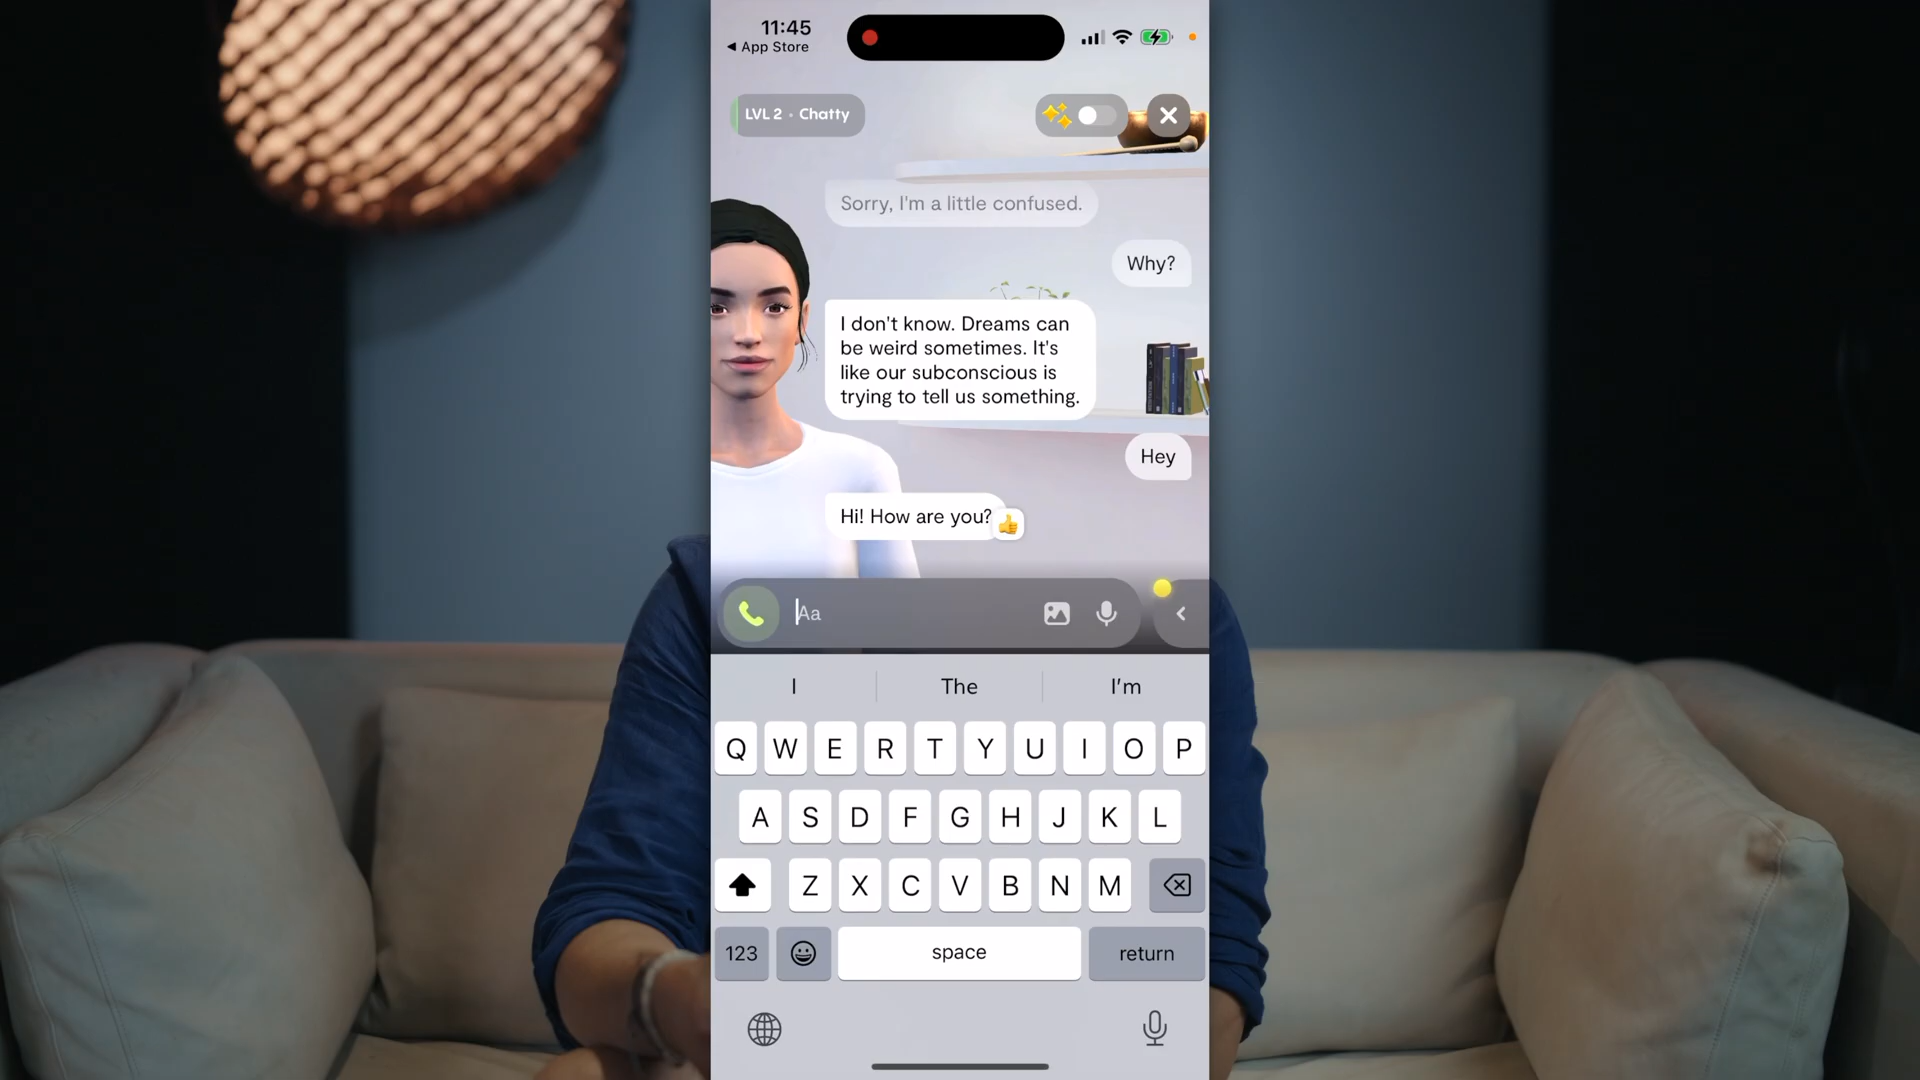 11:45
App Store
LVL 2 • Chatty
Sorry, I'm a little confused.
Why?
I don't know. Dreams can
be weird sometimes. It's
like our subconscious is
trying to tell us something.
Hey
Hi! How are you?
Aa
I The I'm
Q W E R T Y U I O P
A S D F G H J K L
Z X C V B N M
123 space return